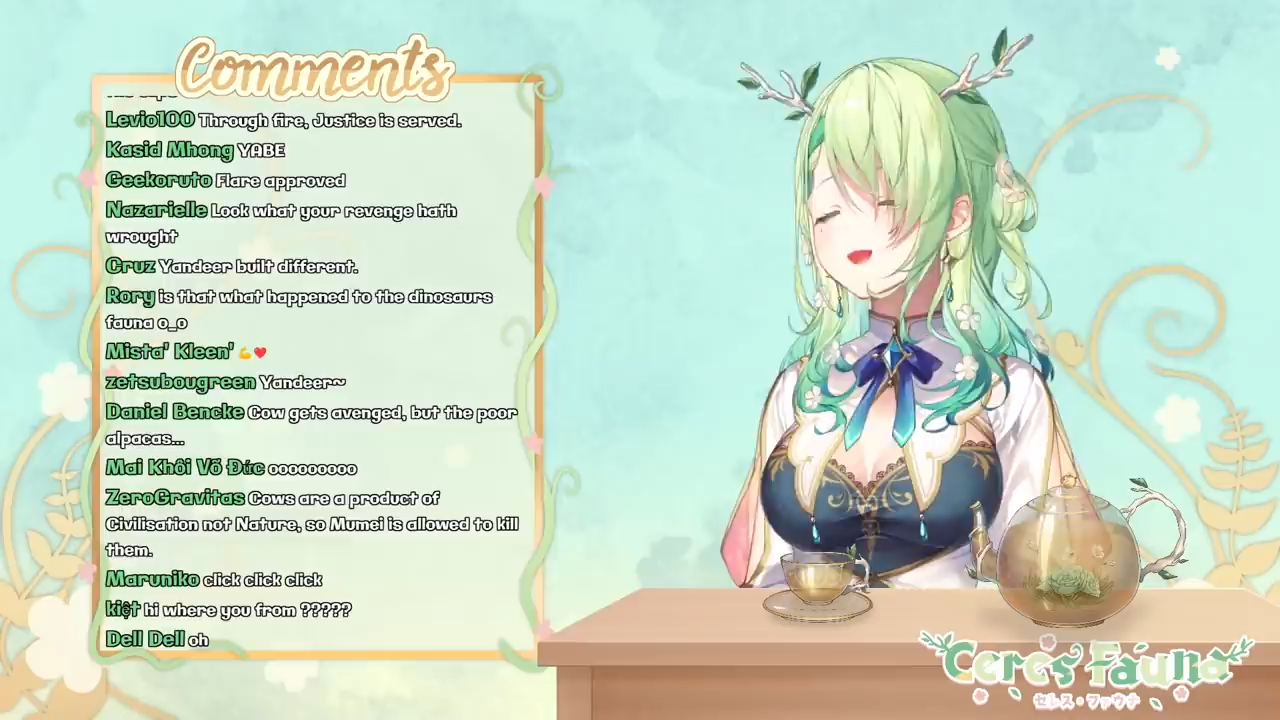 Comments
Levio100 Through fire, Justice is served.
Kasid Mhong YABE
Geekoruto Flare approved
Nazarielle Look what your revenge hath
wrought
Cruz Yandeer built different.
Rory is that what happened to the dinosaurs
fauna o_o
Mista' Kleen' 💪❤️
zetsubougreen Yandeer~
Daniel Bencke Cow gets avenged, but the poor
alpacas...
Mai Khôi Võ Đức ooooooooo
ZeroGravitas Cows are a product of
Civilisation not Nature, so Mumei is allowed to kill
them.
Maruniko click click click
kiệt hi where you from ?????
Dell Dell oh
Ceres Fauna
セレス・ファウナ